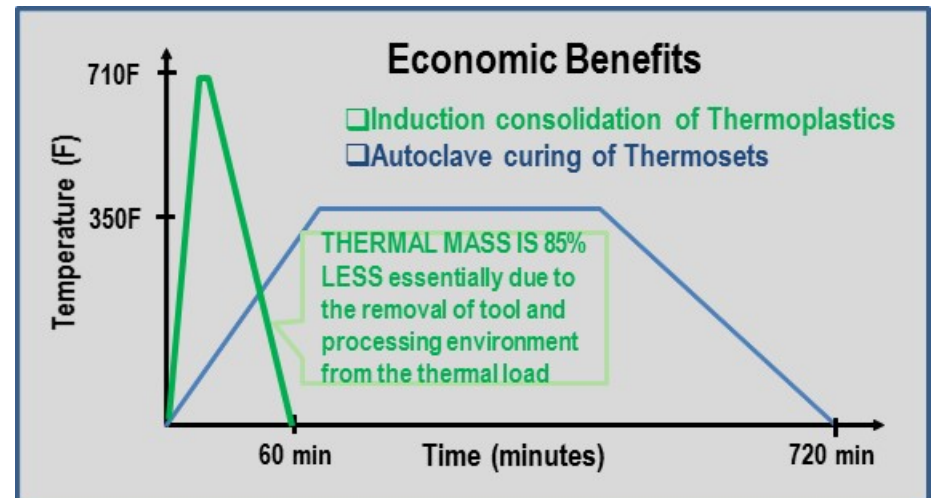 Economic Benefits
710F
❑Induction consolidation of Thermoplastics
❑Autoclave curing of Thermosets
Temperature (F)
350F
THERMAL MASS IS 85%
LESS essentially due to
the removal of tool and
processing environment
from the thermal load
60 min
Time (minutes)
720 min